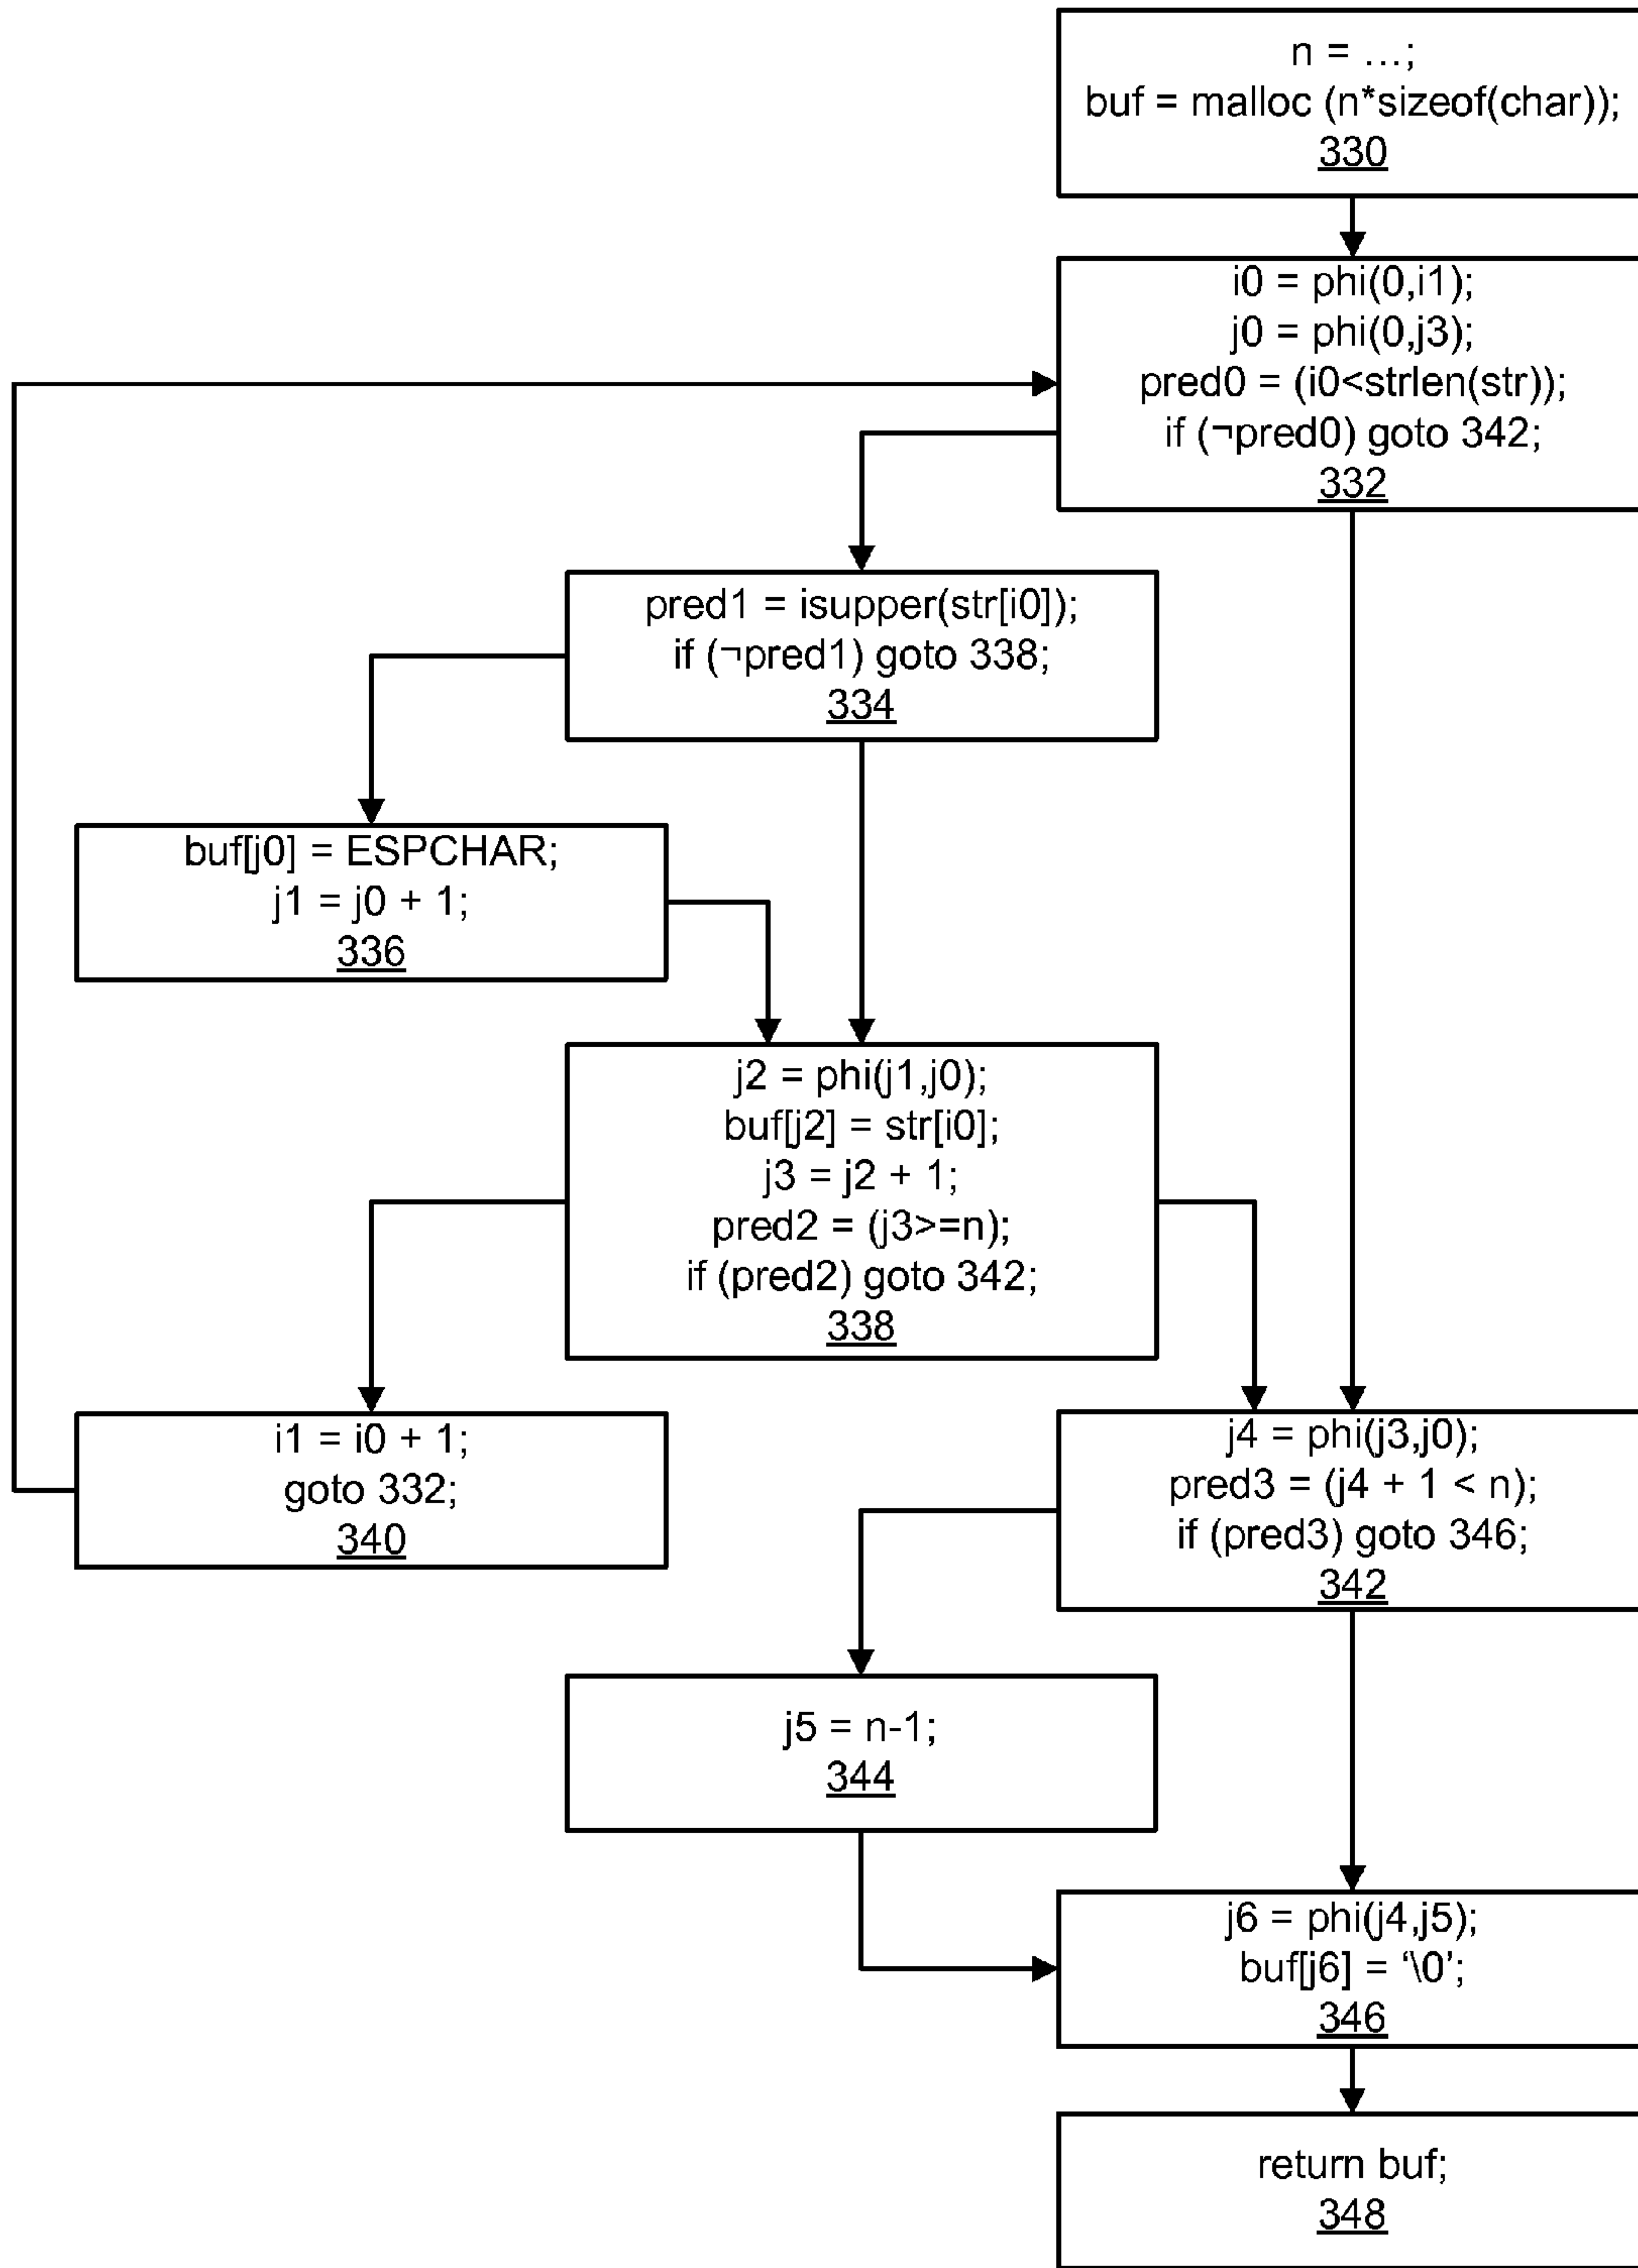 n = ...;
buf = malloc (n*sizeof(char));
330
i0 = phi(0,i1);
j0 = phi(0,j3);
pred0 = (i0<strlen(str));
if (¬pred0) goto 342;
332
pred1 = isupper(str[i0]);
if (¬pred1) goto 338;
334
buf[j0] = ESPCHAR;
j1 = j0 + 1;
336
j2 = phi(j1,j0);
buf[j2] = str[i0];
j3 = j2 + 1;
pred2 = (j3>=n);
if (pred2) goto 342;
338
i1 = i0 + 1;
goto 332;
340
j4 = phi(j3,j0);
pred3 = (j4 + 1 < n);
if (pred3) goto 346;
342
j5 = n-1;
344
j6 = phi(j4,j5);
buf[j6] = ‘\0’;
346
return buf;
348